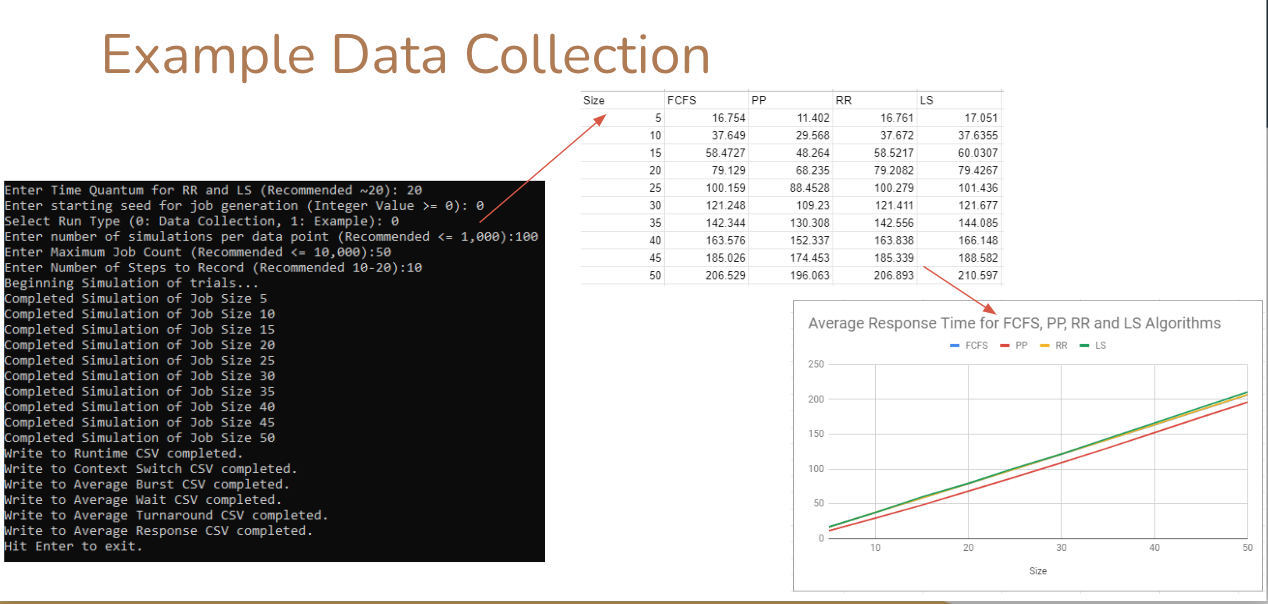 Example Data Collection
Enter Time Quantum for RR and LS (Recommended ~20): 20
Enter starting seed for job generation (Integer Value >= 0): 0
Select Run Type (0: Data Collection, 1: Example): 0
Enter number of simulations per data point (Recommended <= 1,000):100
Enter Maximum Job Count (Recommended <= 10,000):50
Enter Number of Steps to Record (Recommended 10-20):10
Beginning Simulation of trials...
Completed Simulation of Job Size 5
Completed Simulation of Job Size 10
Completed Simulation of Job Size 15
Completed Simulation of Job Size 20
Completed Simulation of Job Size 25
Completed Simulation of Job Size 30
Completed Simulation of Job Size 35
Completed Simulation of Job Size 40
Completed Simulation of Job Size 45
Completed Simulation of Job Size 50
Write to Runtime CSV completed.
Write to Context Switch CSV completed.
Write to Average Burst CSV completed.
Write to Average Wait CSV completed.
Write to Average Turnaround CSV completed.
Write to Average Response CSV completed.
Hit Enter to exit.
Size FCFS PP RR LS
5 16.754 11.402 16.761 17.051
10 37.649 29.568 37.672 37.6355
15 58.4727 48.264 58.5217 60.0307
20 79.129 68.235 79.2082 79.4267
25 100.159 88.4528 100.279 101.436
30 121.248 109.23 121.411 121.677
35 142.344 130.308 142.556 144.085
40 163.576 152.337 163.838 166.148
45 185.026 174.453 185.339 188.582
50 206.529 196.063 206.893 210.597
Average Response Time for FCFS, PP, RR and LS Algorithms
FCFS PP RR LS
250
200
150
100
50
0
10 20 30 40 50
Size